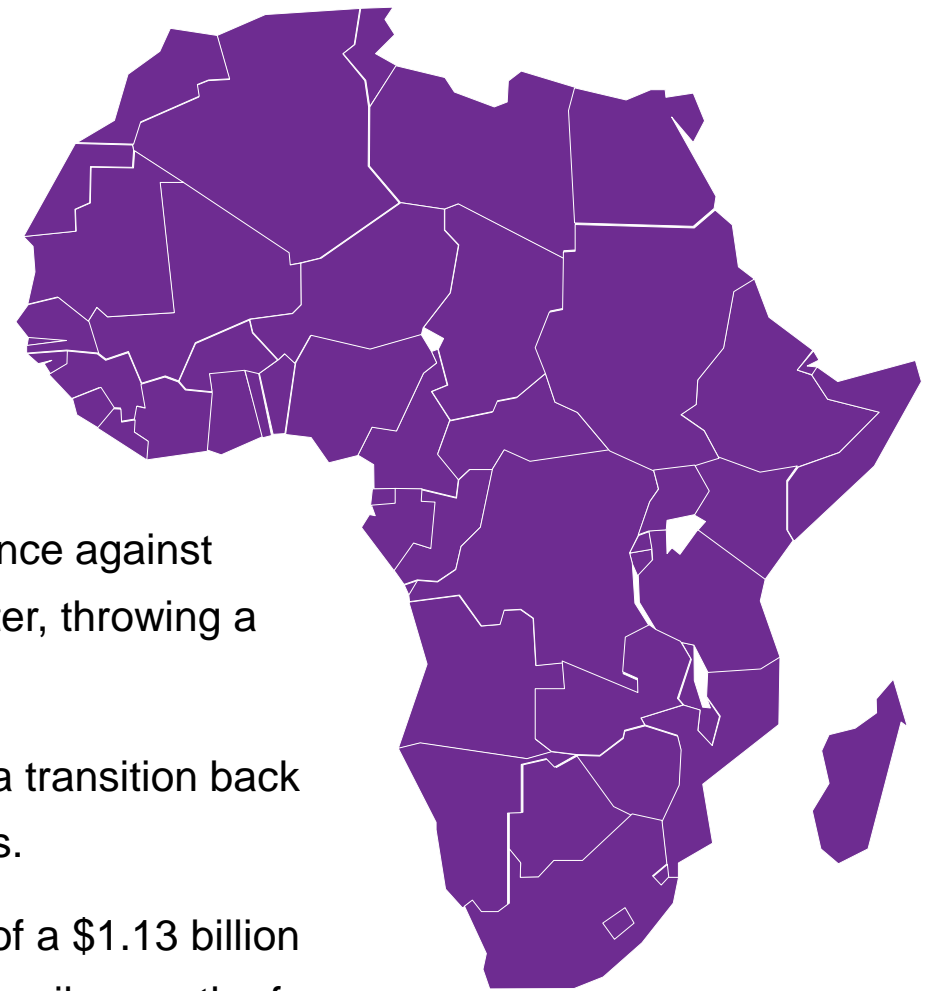 nce against
er, throwing a
a transition back
s.
of a $1.13 billion